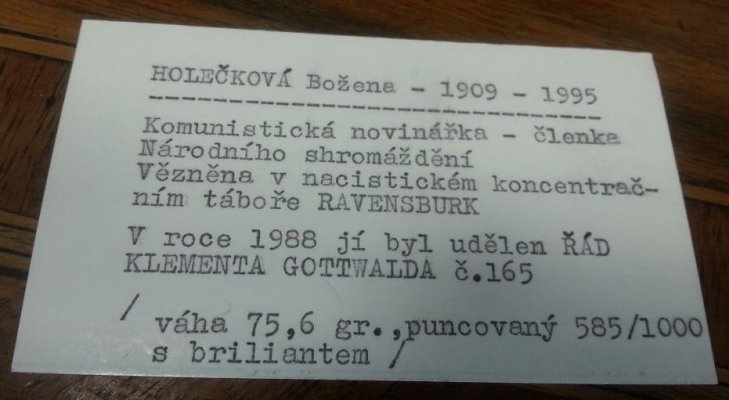 HOLEČKOVÁ Božena - 1909 - 1995
Komunistická novinářka - členka
Národního shromáždění
Vězněna v nacistickém koncentrač-
ním táboře RAVENSBURK
V roce 1988 jí byl udělen ŘÁD
KLEMENTA GOTTWALDA č.165
/ váha 75,6 gr.,puncovaný 585/1000
s briliantem /